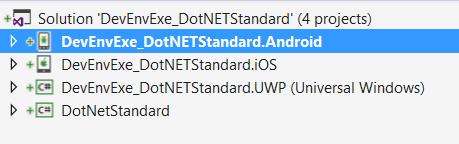 Solution 'DevEnvExe_DotNETStandard' (4 projects)
DevEnvExe_DotNETStandard.Android
DevEnvExe_DotNETStandard.iOS
C# DevEnvExe_DotNETStandard.UWP (Universal Windows)
C# DotNetStandard